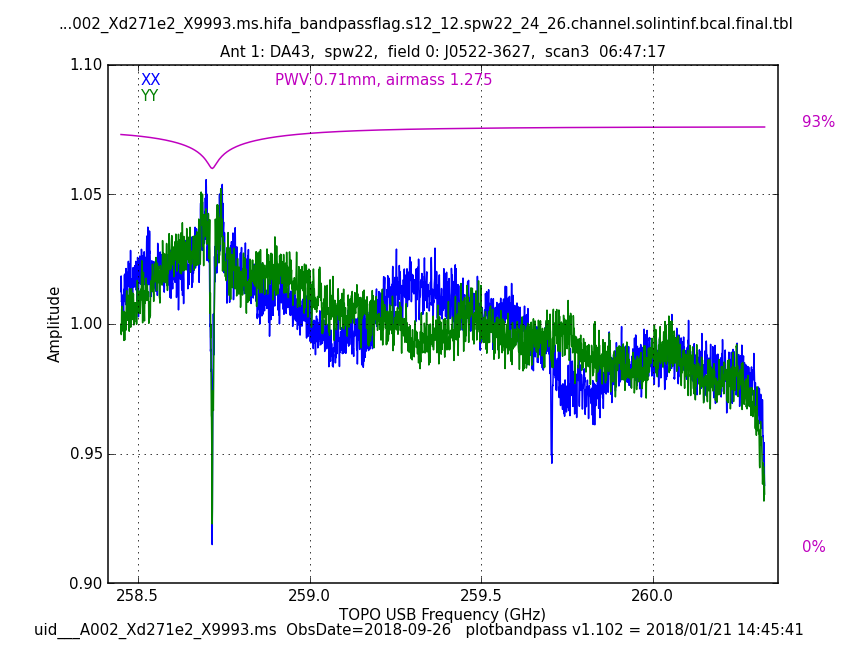 ...002_Xd271e2_X9993.ms.hifa_bandpassflag.s12_12.spw22_24_26.channel.solintinf.bcal.final.tbl
Ant 1: DA43,  spw22,  field 0: J0522-3627,  scan3  06:47:17
1.10
XX
PWV 0.71mm, airmass 1.275
YY
93%
1.05
Amplitude
1.00
0.95
0%
0.90
258.5
259.0
259.5
260.0
TOPO USB Frequency (GHz)
uid___A002_Xd271e2_X9993.ms  ObsDate=2018-09-26   plotbandpass v1.102 = 2018/01/21 14:45:41